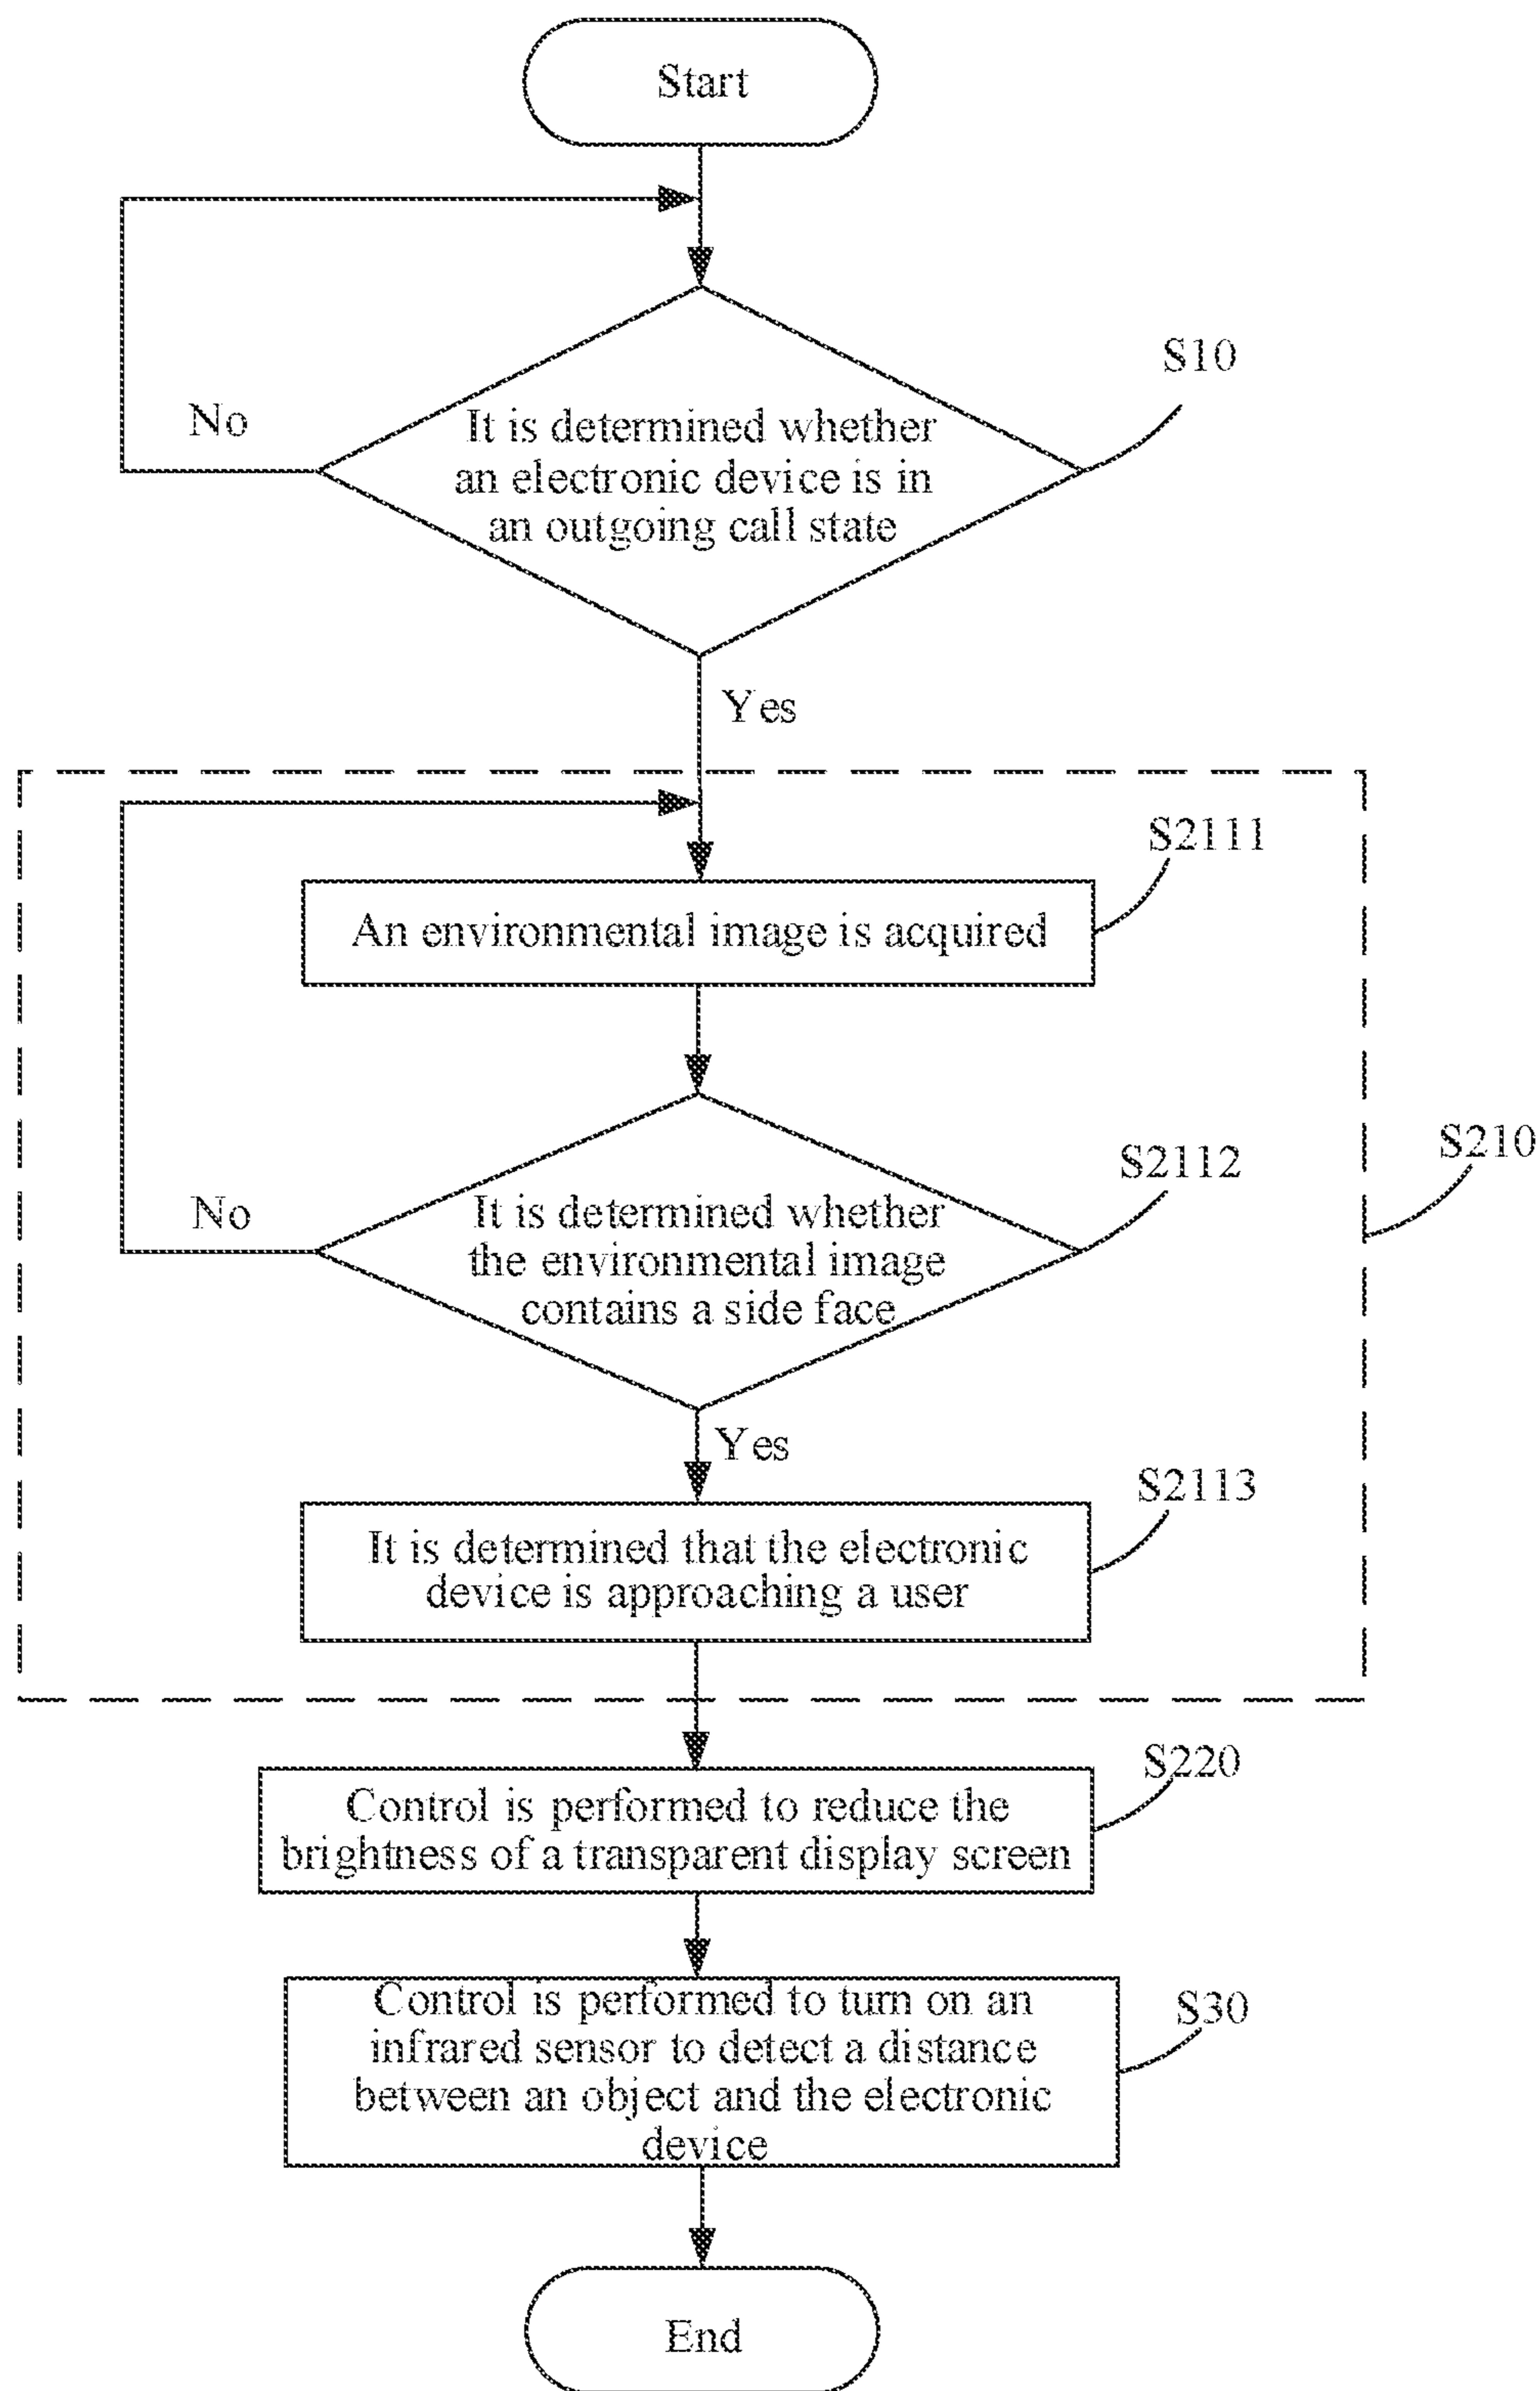 Start
S10
No
It is determined whether
an electronic device is in
an outgoing call state
Yes
S2111
An environmental image is acquired
S210
S2112
No
It is determined whether
the environmental image
contains a side face
Yes
S2113
It is determined that the electronic
device is approaching a user
S220
Control is performed to reduce the
brightness of a transparent display screen
S30
Control is performed to turn on an
infrared sensor to detect a distance
between an object and the electronic
device
End